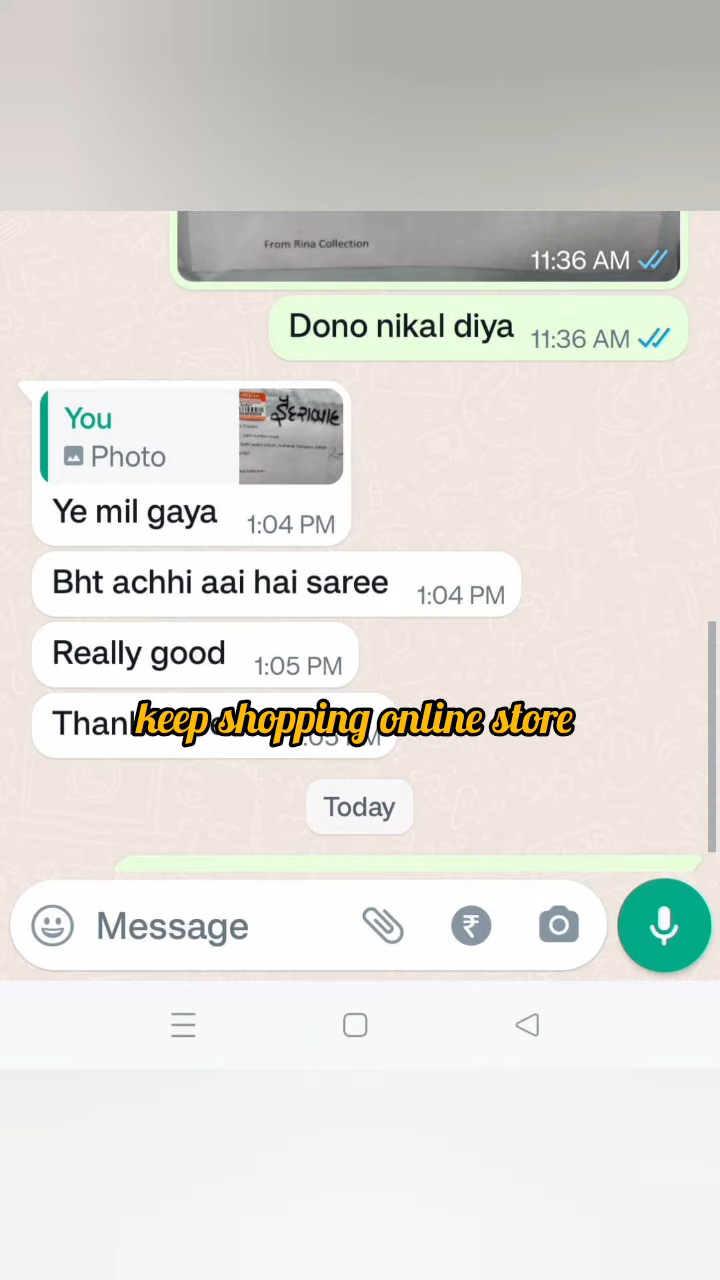 From Rina Collection
11:36 AM
Dono nikal diya 11:36 AM
You
Photo
Ye mil gaya 1:04 PM
Bht achhi aai hai saree 1:04 PM
Really good 1:05 PM
keep shopping online store
Today
Message